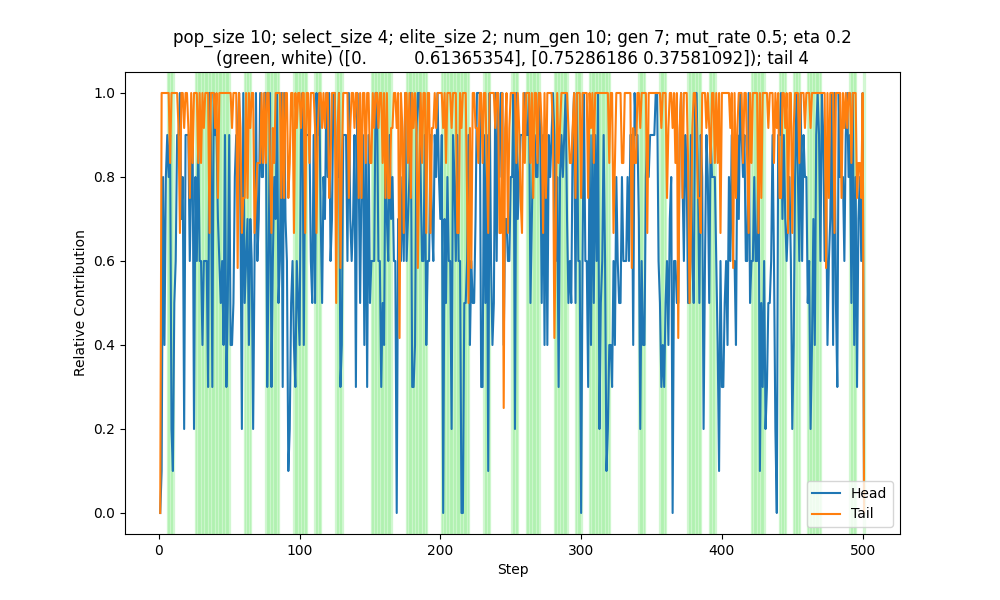 pop_size 10; select_size 4; elite_size 2; num_gen 10; gen 7; mut_rate 0.5; eta 0.2
(green, white) ([0. 0.61365354], [0.75286186 0.37581092]); tail 4
1.0
0.8
0.6
0.4
0.2
0.0
Relative Contribution
Head
Tail
0 100 200 300 400 500
Step